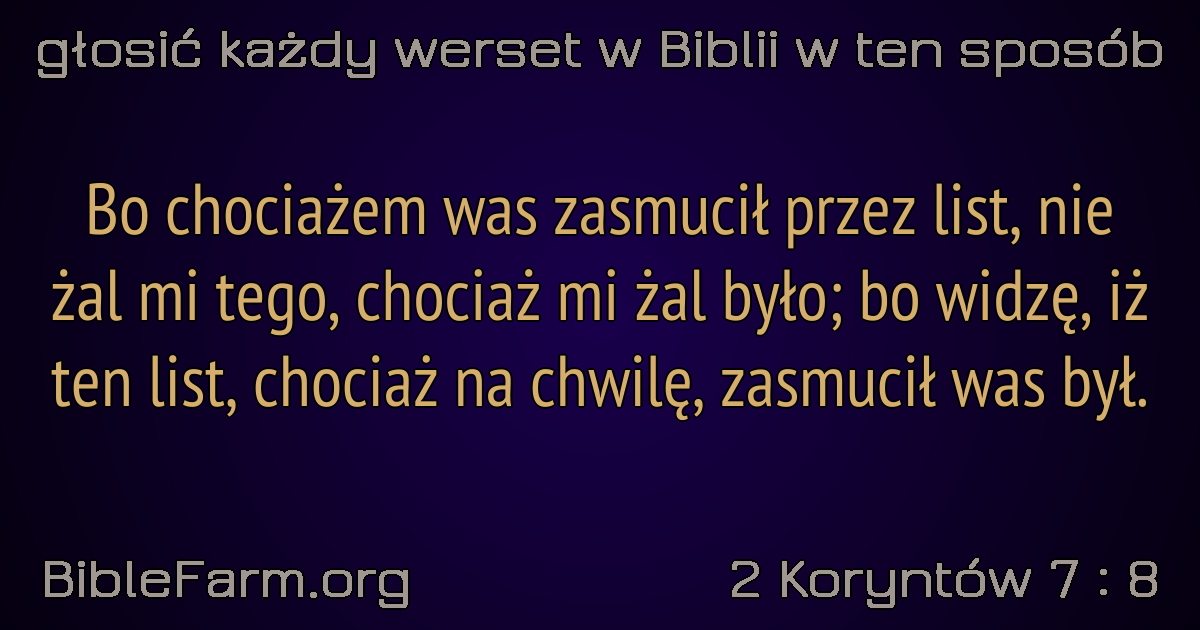 głosić każdy werset w Biblii w ten sposób
Bo chociażem was zasmucił przez list, nie
żal mi tego, chociaż mi żal było; bo widzę, iż
ten list, chociaż na chwilę, zasmucił was był.
BibleFarm.org
2 Koryntów 7 : 8